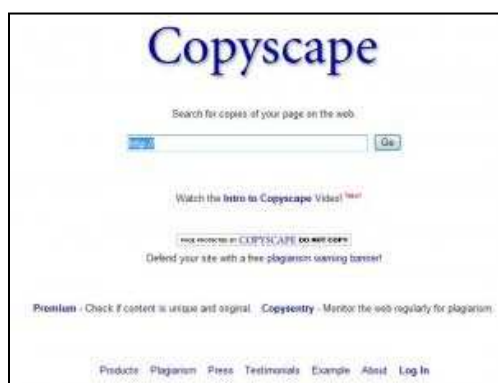 Copyscape
Search for copies of your page on the web.
http://
Go
Watch the Intro to Copyscape Video! New!
PAGE PROTECTED BY COPYSCAPE DO NOT COPY
Defend your site with a free plagiarism warning banner!
Premium - Check if content is unique and original. Copysentry - Monitor the web regularly for plagiarism.
Products Plagiarism Press Testimonials Example About Log In